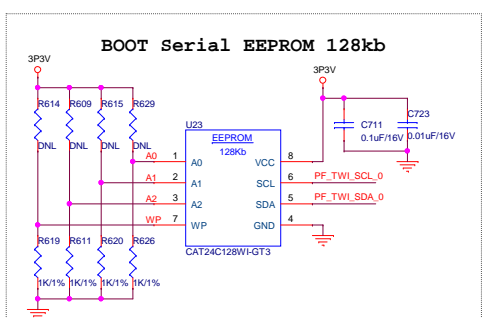 BOOT Serial EEPROM 128kb
3P3V
3P3V
R614 R609 R615 R629
DNL DNL DNL DNL
U23
EEPROM
128Kb
C711
0.1uF/16V
C723
0.01uF/16V
A0 1 A0 VCC 8
A1 2 A1 SCL 6 PF_TWI_SCL_0
A2 3 A2 SDA 5 PF_TWI_SDA_0
WP 7 WP GND 4
R619 R611 R620 R626
CAT24C128WI-GT3
1K/1% 1K/1% 1K/1% 1K/1%